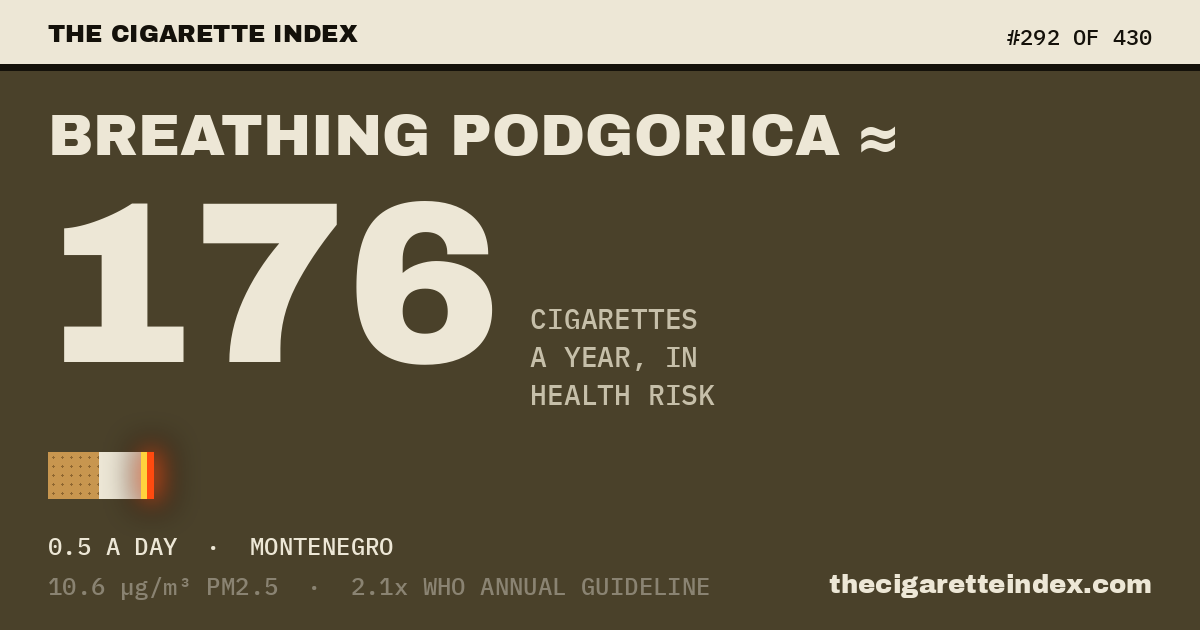 THE CIGARETTE INDEX
#292 OF 430
BREATHING PODGORICA ≈
176
CIGARETTES
A YEAR, IN
HEALTH RISK
0.5 A DAY · MONTENEGRO
10.6 µg/m³ PM2.5 · 2.1x WHO ANNUAL GUIDELINE
thecigaretteindex.com